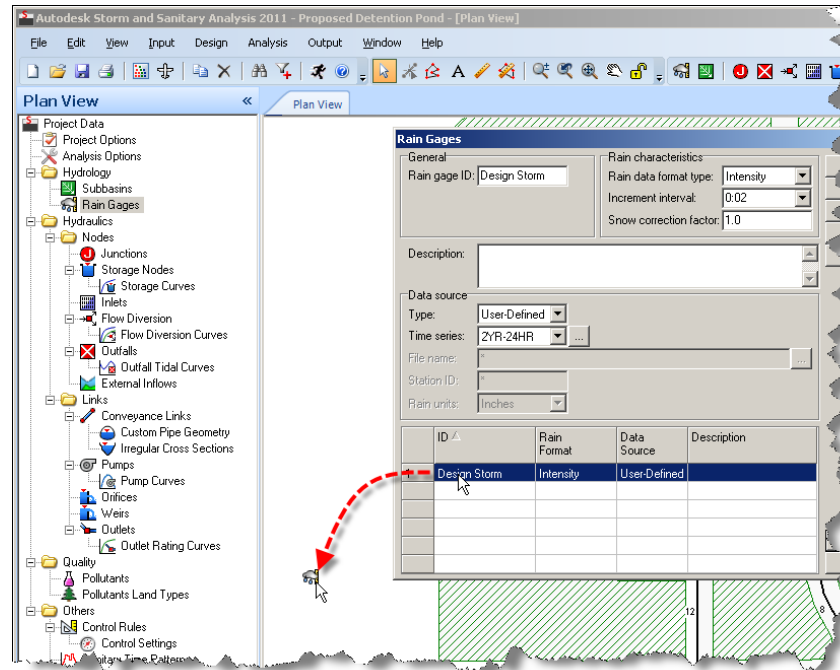 Autodesk Storm and Sanitary Analysis 2011 - Proposed Detention Pond - [Plan View]
File Edit View Input Design Analysis Output Window Help
Plan View «
Plan View
Project Data
Project Options
Analysis Options
Hydrology
Subbasins
Rain Gages
Hydraulics
Nodes
Junctions
Storage Nodes
Storage Curves
Inlets
Flow Diversion
Flow Diversion Curves
Outfalls
Outfall Tidal Curves
External Inflows
Links
Conveyance Links
Custom Pipe Geometry
Irregular Cross Sections
Pumps
Pump Curves
Orifices
Weirs
Outlets
Outlet Rating Curves
Quality
Pollutants
Pollutants Land Types
Others
Control Rules
Control Settings
Rain Gages
General
Rain gage ID: Design Storm
Rain characteristics
Rain data format type: Intensity
Increment interval: 0:02
Snow correction factor: 1.0
Description:
Data source
Type: User-Defined
Time series: 2YR-24HR ...
File name: * ...
Station ID: *
Rain units: Inches
ID Rain Format Data Source Description
1 Design Storm Intensity User-Defined
12
8